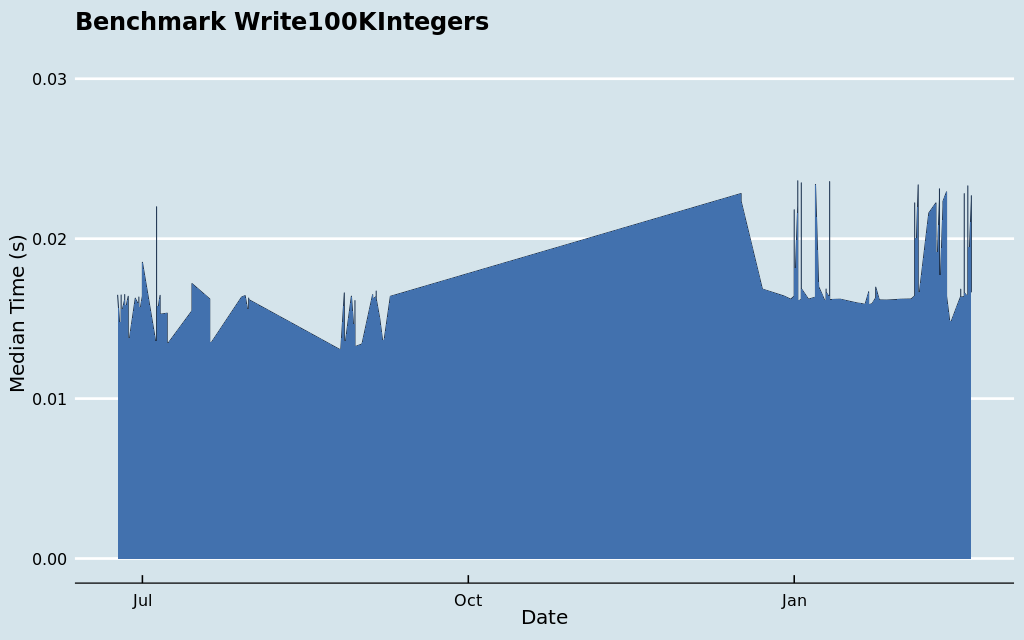 Benchmark Write100KIntegers
0.03
0.02
0.01
0.00
Median Time (s)
Jul
Oct
Jan
Date